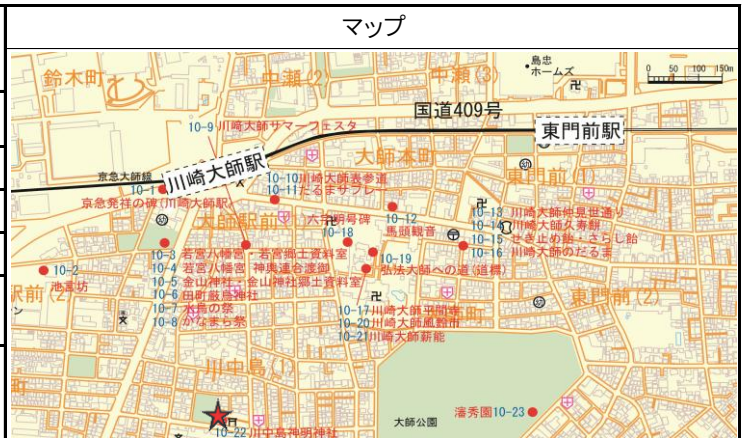 マップ
鈴木町
中瀬(2)
中瀬(3)
島忠
ホームズ
0 50 100 150m
国道409号
10-9 川崎大師サマーフェスタ
東門前駅
大師本町
京急大師線
川崎大師駅
10-1
京急発祥の碑(川崎大師駅)
10-10 川崎大師表参道
10-11 だるまサブレー
東門前(1)
大師駅前(1)
六字名号碑
10-18
10-12
馬頭観音
10-13 川崎大師仲見世通り
10-14 川崎大師久寿餅
10-15 せき止め飴・さらし飴
10-16 川崎大師のだるま
10-2
池宮坊
駅前(2)
10-3 若宮八幡宮・若宮郷土資料室
10-4 若宮八幡宮 神輿連合渡御
10-5 金山神社・金山神社郷土資料室
10-6 田町厳島神社
10-7 水鳥の祭
10-8 かなまら祭
10-19
弘法大師への道(道標)
10-17 川崎大師平間寺
10-20 川崎大師風鈴市
10-21 川崎大師薪能
東門前(2)
川中島(1)
10-22 川中島神明神社
大師公園
瀋秀園 10-23